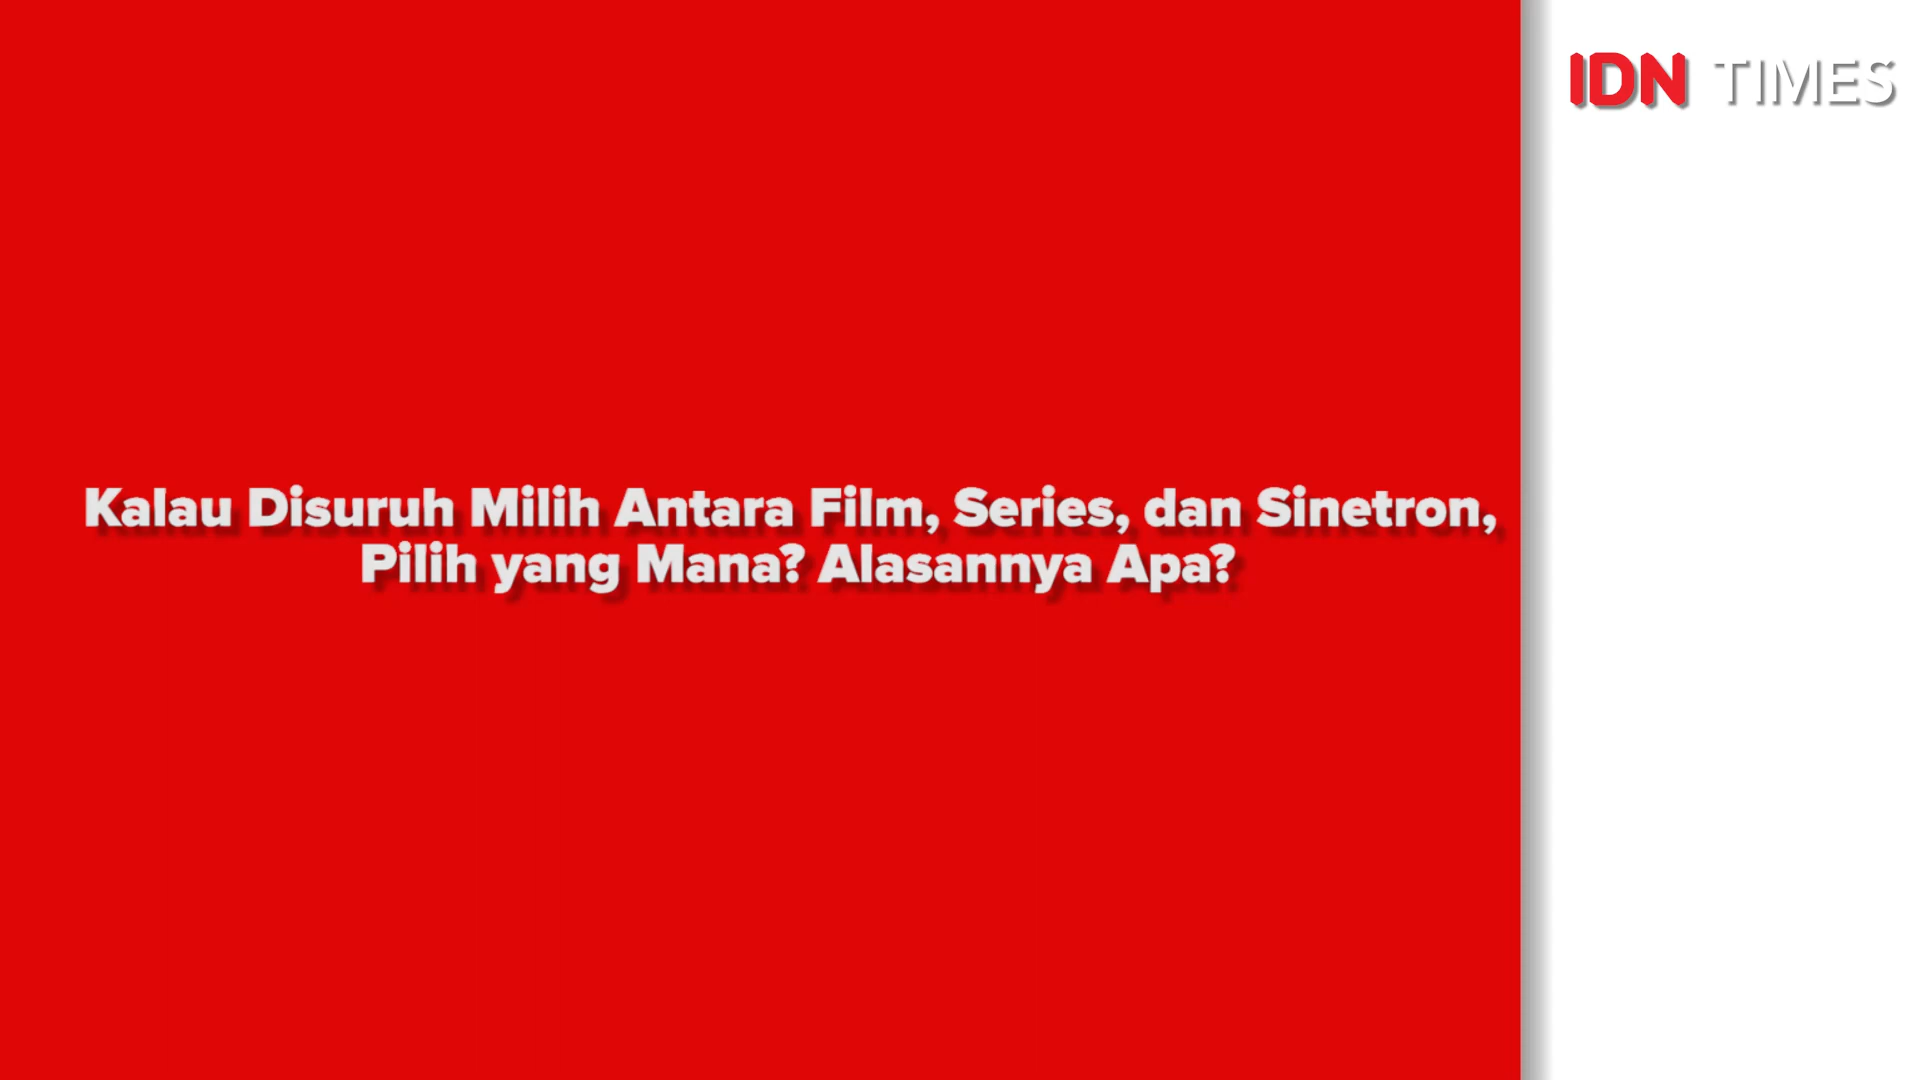 IDN TIMES
Kalau Disuruh Milih Antara Film, Series, dan Sinetron,
Pilih yang Mana? Alasannya Apa?